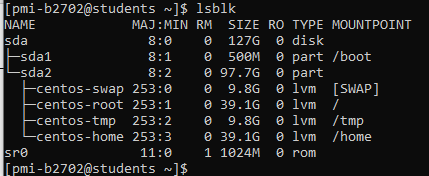 [pmi-b2702@students ~]$ lsblk
NAME            MAJ:MIN RM  SIZE RO TYPE MOUNTPOINT
sda               8:0    0  127G  0 disk
├─sda1            8:1    0  500M  0 part /boot
└─sda2            8:2    0 97.7G  0 part
  ├─centos-swap 253:0    0  9.8G  0 lvm  [SWAP]
  ├─centos-root 253:1    0 39.1G  0 lvm  /
  ├─centos-tmp  253:2    0  9.8G  0 lvm  /tmp
  └─centos-home 253:3    0 39.1G  0 lvm  /home
sr0              11:0    1 1024M  0 rom
[pmi-b2702@students ~]$